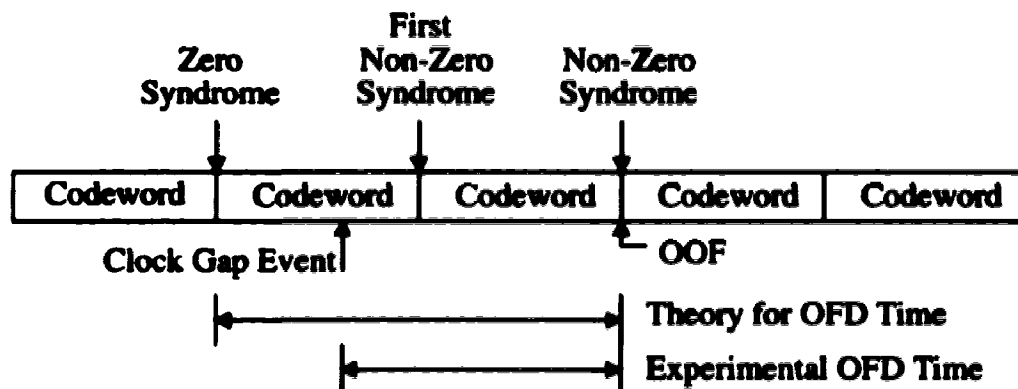 Zero
Syndrome
First
Non-Zero
Syndrome
Non-Zero
Syndrome
Codeword
Codeword
Codeword
Codeword
Codeword
Clock Gap Event
OOF
Theory for OFD Time
Experimental OFD Time